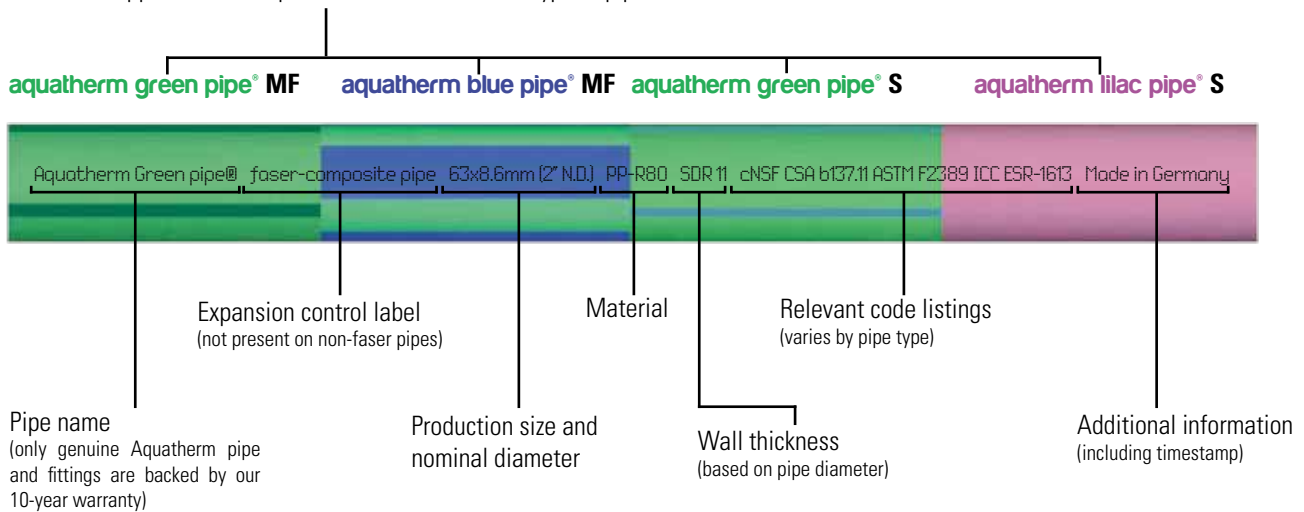 aquatherm green pipe® MF aquatherm blue pipe® MF aquatherm green pipe® S aquatherm lilac pipe® S
Aquatherm Green pipe® faser-composite pipe 63x8.6mm (2" N.D.) PP-R80 SDR 11 cNSF CSA b137.11 ASTM F2389 ICC ESR-1613 Made in Germany
Expansion control label
(not present on non-faser pipes)
Material
Relevant code listings
(varies by pipe type)
Pipe name
(only genuine Aquatherm pipe
and fittings are backed by our
10-year warranty)
Production size and
nominal diameter
Wall thickness
(based on pipe diameter)
Additional information
(including timestamp)